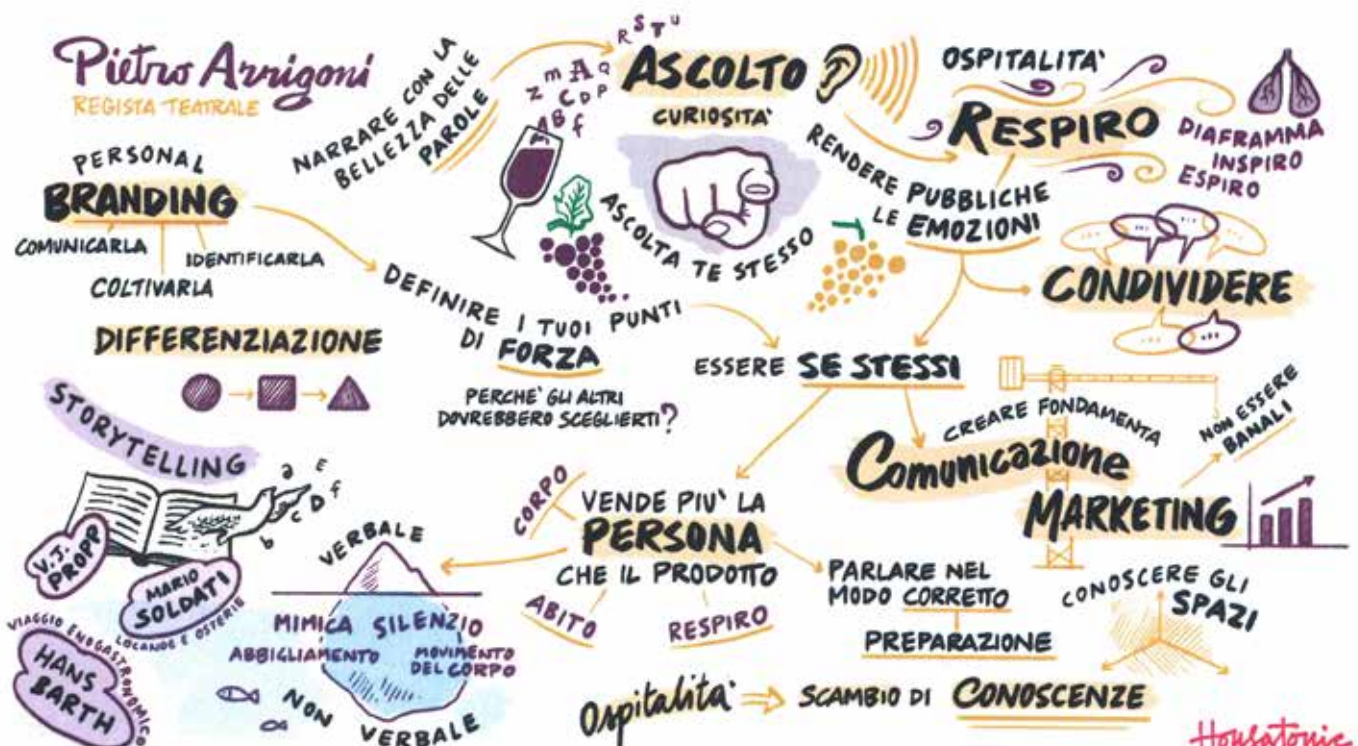 Pietro Arrigoni
REGISTA TEATRALE
PERSONAL
BRANDING
COMUNICARLA
COLTIVARLA
IDENTIFICARLA
DIFFERENZIAZIONE
NARRARE CON LA
BELLEZZA DELLE
PAROLE
R S T U
m A Q
Z C D P
A B f
ASCOLTO
CURIOSITA'
ASCOLTA TE STESSO
OSPITALITA'
RESPIRO
DIAFRAMMA
INSPIRO
ESPIRO
RENDERE PUBBLICHE
LE EMOZIONI
CONDIVIDERE
DEFINIRE I TUOI PUNTI
DI FORZA
PERCHE' GLI ALTRI
DOVREBBERO SCEGLIERTI?
ESSERE SE STESSI
CREARE FONDAMENTA
Comunicazione
MARKETING
NON ESSERE
BANALI
STORYTELLING
a E
f
c D
b
V.J.
PROPP
MARIO
SOLDATI
LOCANDE E OSTERIE
VIAGGIO ENOGASTRONOMICO
HANS
BARTH
VERBALE
MIMICA SILENZIO
ABBIGLIAMENTO
MOVIMENTO
DEL CORPO
NON
VERBALE
CORPO
VENDE PIU' LA
PERSONA
CHE IL PRODOTTO
ABITO
RESPIRO
PARLARE NEL
MODO CORRETTO
PREPARAZIONE
CONOSCERE GLI
SPAZI
Ospitalità
SCAMBIO DI CONOSCENZE
Housatonic